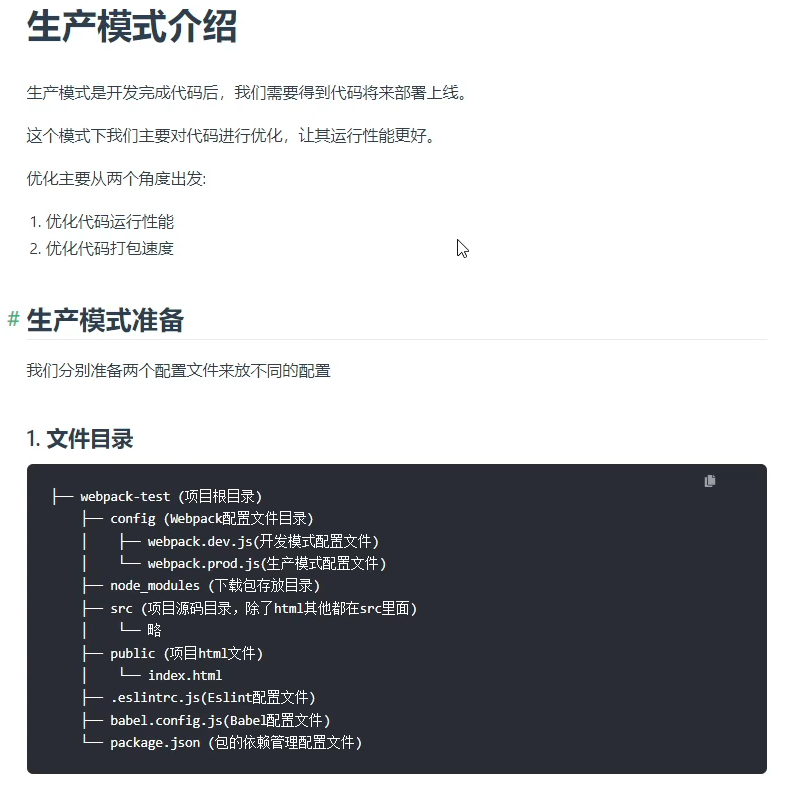 生产模式介绍
生产模式是开发完成代码后，我们需要得到代码将来部署上线。
这个模式下我们主要对代码进行优化，让其运行性能更好。
优化主要从两个角度出发:
1. 优化代码运行性能
2. 优化代码打包速度
# 生产模式准备
我们分别准备两个配置文件来放不同的配置
1. 文件目录
├── webpack-test (项目根目录)
    ├── config (Webpack配置文件目录)
    │    ├── webpack.dev.js(开发模式配置文件)
    │    └── webpack.prod.js(生产模式配置文件)
    ├── node_modules (下载包存放目录)
    ├── src (项目源码目录，除了html其他都在src里面)
    │    └── 略
    ├── public (项目html文件)
    │    └── index.html
    ├── .eslintrc.js(Eslint配置文件)
    ├── babel.config.js(Babel配置文件)
    └── package.json (包的依赖管理配置文件)